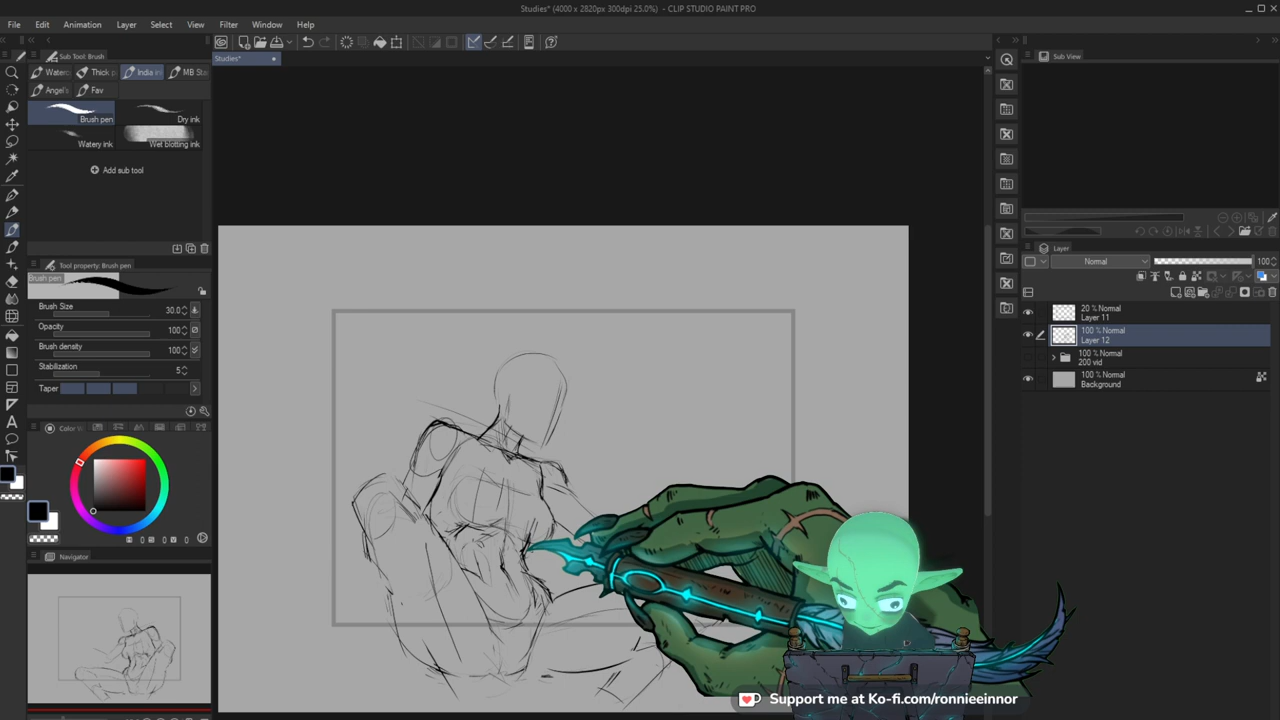 Studies* (4000 x 2820px 300dpi 25.0%) - CLIP STUDIO PAINT PRO
File Edit Animation Layer Select View Filter Window Help
Sub Tool: Brush
Studies*
Sub View
Thick India in MB Sta
Angel's Fav
Brush pen
Dry ink
Watery ink
Wet blotting ink
Add sub tool
Tool property: Brush pen
Brush pen
Brush Size 30.0
Opacity 100
Brush density 100
Stabilization 5
Taper
Navigator
Layer
Normal 100
20 % Normal
Layer 11
100 % Normal
Layer 12
100 % Normal
200 vid
100 % Normal
Background
Support me at Ko-fi.com/ronnieeinnor